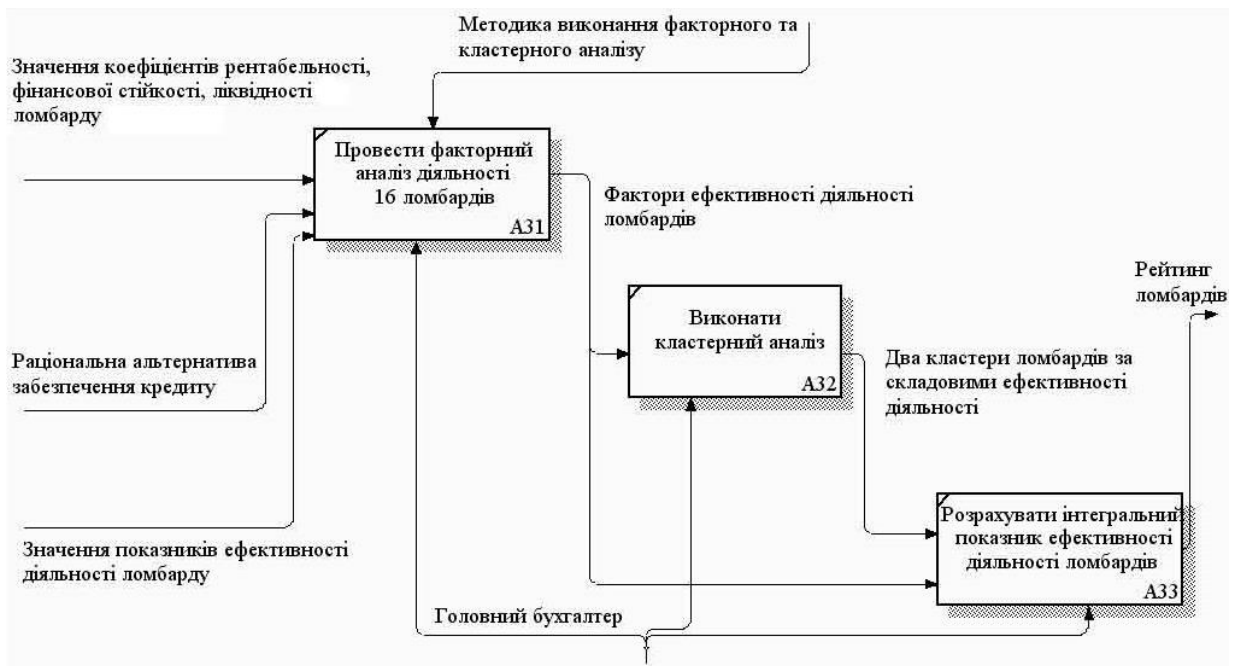 Методика виконання факторного та
кластерного аналізу
Значення коефіцієнтів рентабельності,
фінансової стійкості, ліквідності
ломбарду
Провести факторний
аналіз діяльності
16 ломбардів
A31
Фактори ефективності діяльності
ломбардів
Рейтинг
ломбардів
Виконати
кластерний аналіз
A32
Раціональна альтернатива
забезпечення кредиту
Два кластери ломбардів за
складовими ефективності
діяльності
Розрахувати інтегральний
показник ефективності
діяльності ломбардів
A33
Значення показників ефективності
діяльності ломбарду
Головний бухгалтер